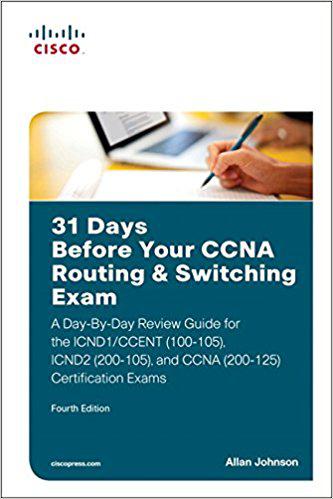 CISCO
31 Days
Before Your CCNA
Routing & Switching
Exam
A Day-By-Day Review Guide for
the ICND1/CCENT (100-105),
ICND2 (200-105), and CCNA (200-125)
Certification Exams
Fourth Edition
ciscopress.com
Allan Johnson